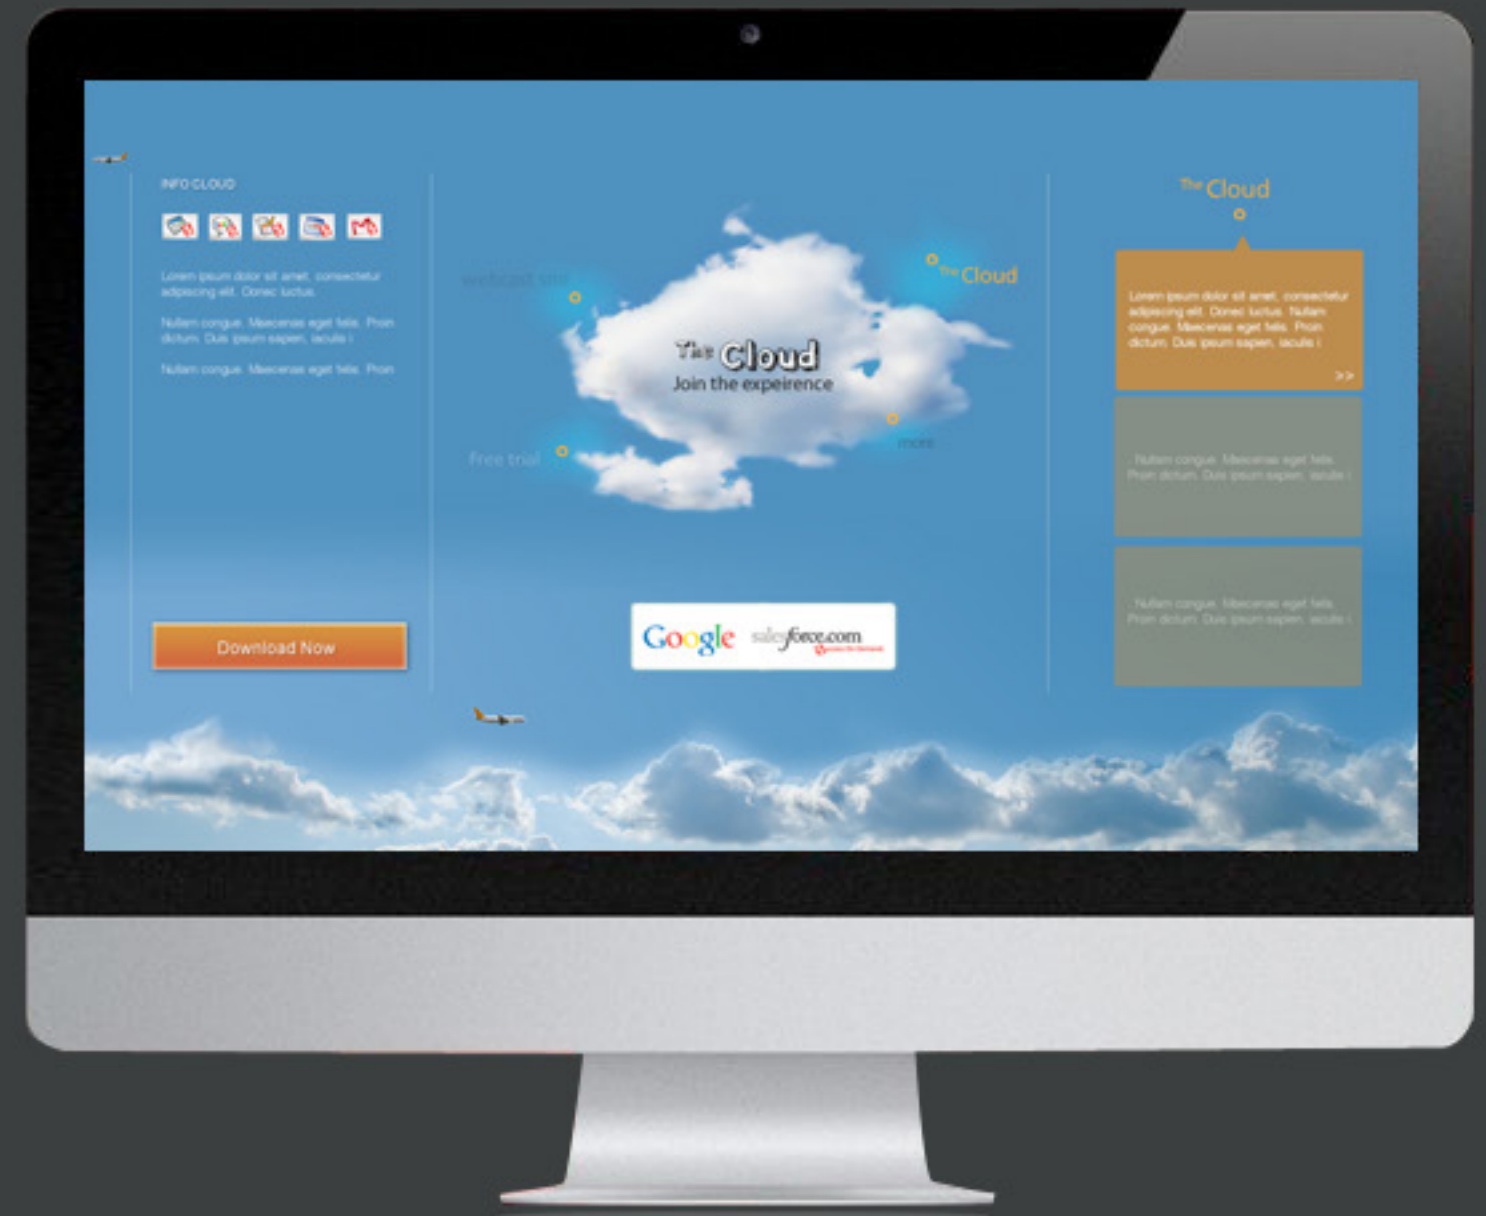 INFO CLOUD
Lorem ipsum dolor sit amet, consectetur
adipiscing elit. Donec luctus.
Nullam congue. Maecenas eget felis. Proin
dictum. Duis ipsum sapien, iaculis i
Nullam congue. Maecenas eget felis. Proin
Download Now
webcast
The Cloud
The Cloud
Join the expeirence
free trial
more
Google salesforce.com
The Cloud
Lorem ipsum dolor sit amet, consectetur
adipiscing elit. Donec luctus. Nullam
congue. Maecenas eget felis. Proin
dictum. Duis ipsum sapien, iaculis i
>>
Nullam congue. Maecenas eget felis.
Proin dictum. Duis ipsum sapien, iaculis i
Nullam congue. Maecenas eget felis.
Proin dictum. Duis ipsum sapien, iaculis i